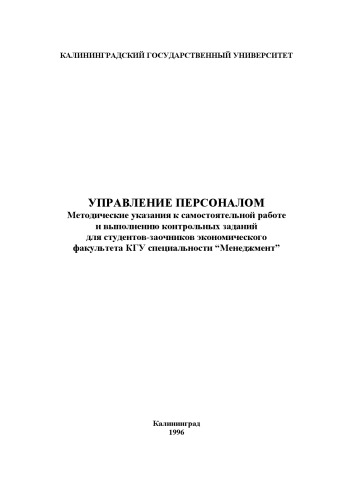 КАЛИНИНГРАДСКИЙ ГОСУДАРСТВЕННЫЙ УНИВЕРСИТЕТ
УПРАВЛЕНИЕ ПЕРСОНАЛОМ
Методические указания к самостоятельной работе
и выполнению контрольных заданий
для студентов-заочников экономического
факультета КГУ специальности “Менеджмент”
Калининград
1996